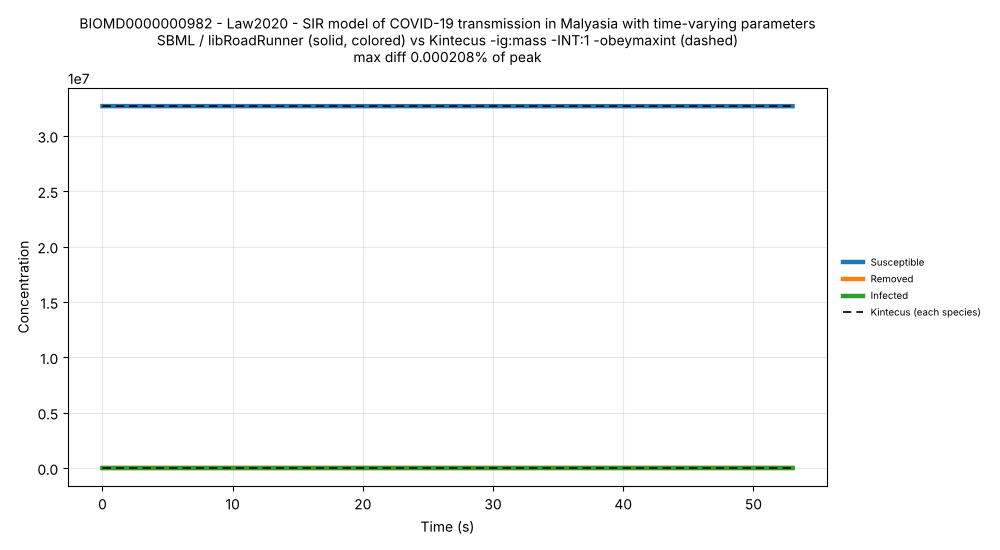 BIOMD0000000982 - Law2020 - SIR model of COVID-19 transmission in Malyasia with time-varying parameters
SBML / libRoadRunner (solid, colored) vs Kintecus -ig:mass -INT:1 -obeymaxint (dashed)
max diff 0.000208% of peak
1e7
3.0
2.5
2.0
1.5
1.0
0.5
0.0
Concentration
0 10 20 30 40 50
Time (s)
Susceptible
Removed
Infected
Kintecus (each species)